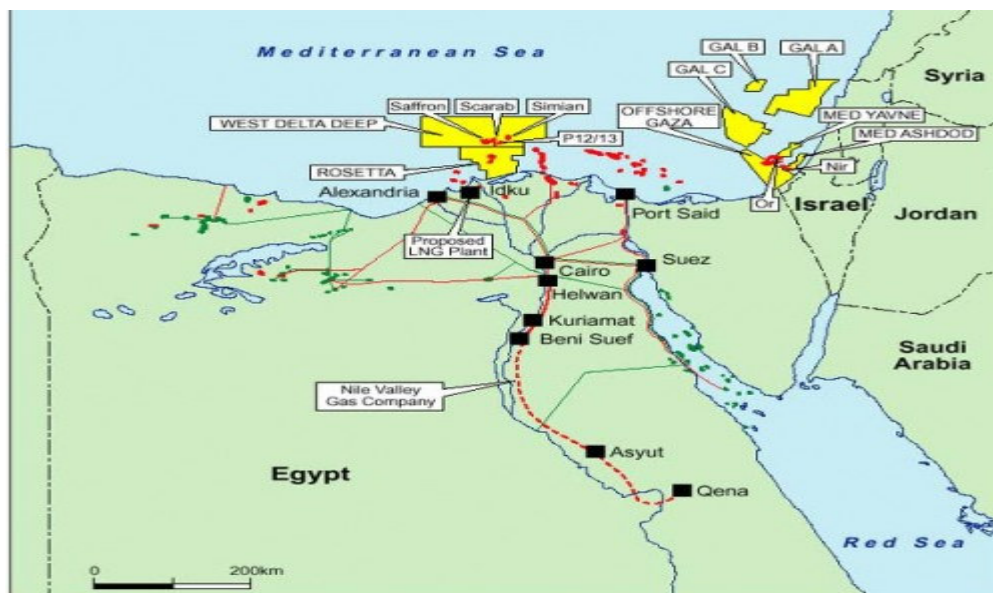 Mediterranean Sea
GAL B
GAL A
GAL C
Syria
Saffron
Scarab
Simian
OFFSHORE
GAZA
MED YAVNE
WEST DELTA DEEP
P12/13
MED ASHDOD
ROSETTA
Nir
Alexandria
Idku
Or
Israel
Port Said
Jordan
Proposed
LNG Plant
Cairo
Suez
Helwan
Kuriamat
Beni Suef
Saudi
Arabia
Nile Valley
Gas Company
Asyut
Egypt
Qena
Red Sea
0
200km